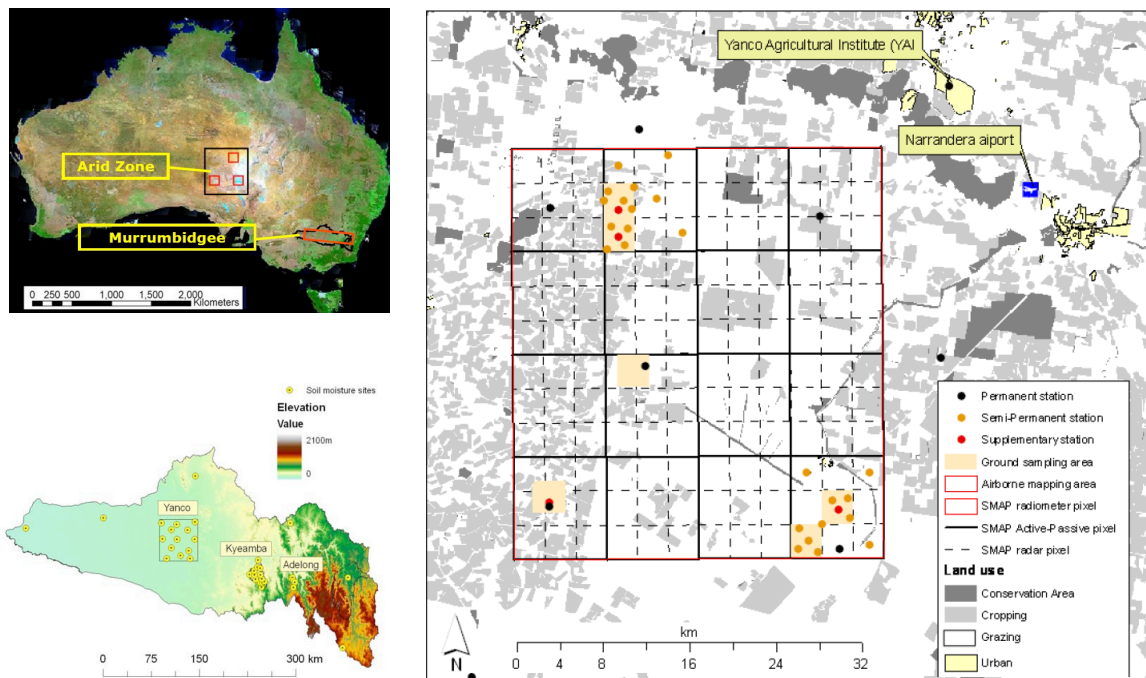 Arid Zone
Murrumbidgee
0 250 500 1,000 1,500 2,000
Kilometers
Soil moisture sites
Elevation
Value
2100m
0
Yanco
Kyeamba
Adelong
0 75 150 300 km
Yanco Agricultural Institute (YAI
Narrandera aiport
Permanent station
Semi-Permanent station
Supplementary station
Ground sampling area
Airborne mapping area
SMAP radiometer pixel
SMAP Active-Passive pixel
SMAP radar pixel
Land use
Conservation Area
Cropping
Grazing
Urban
km
N
0 4 8 16 24 32